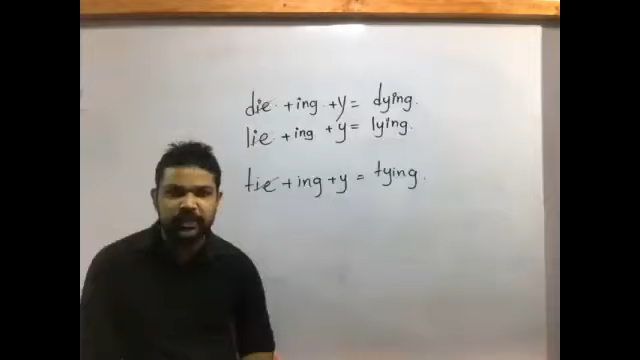 die + ing + y = dying.
lie + ing + y = lying.
tie + ing + y = tying.